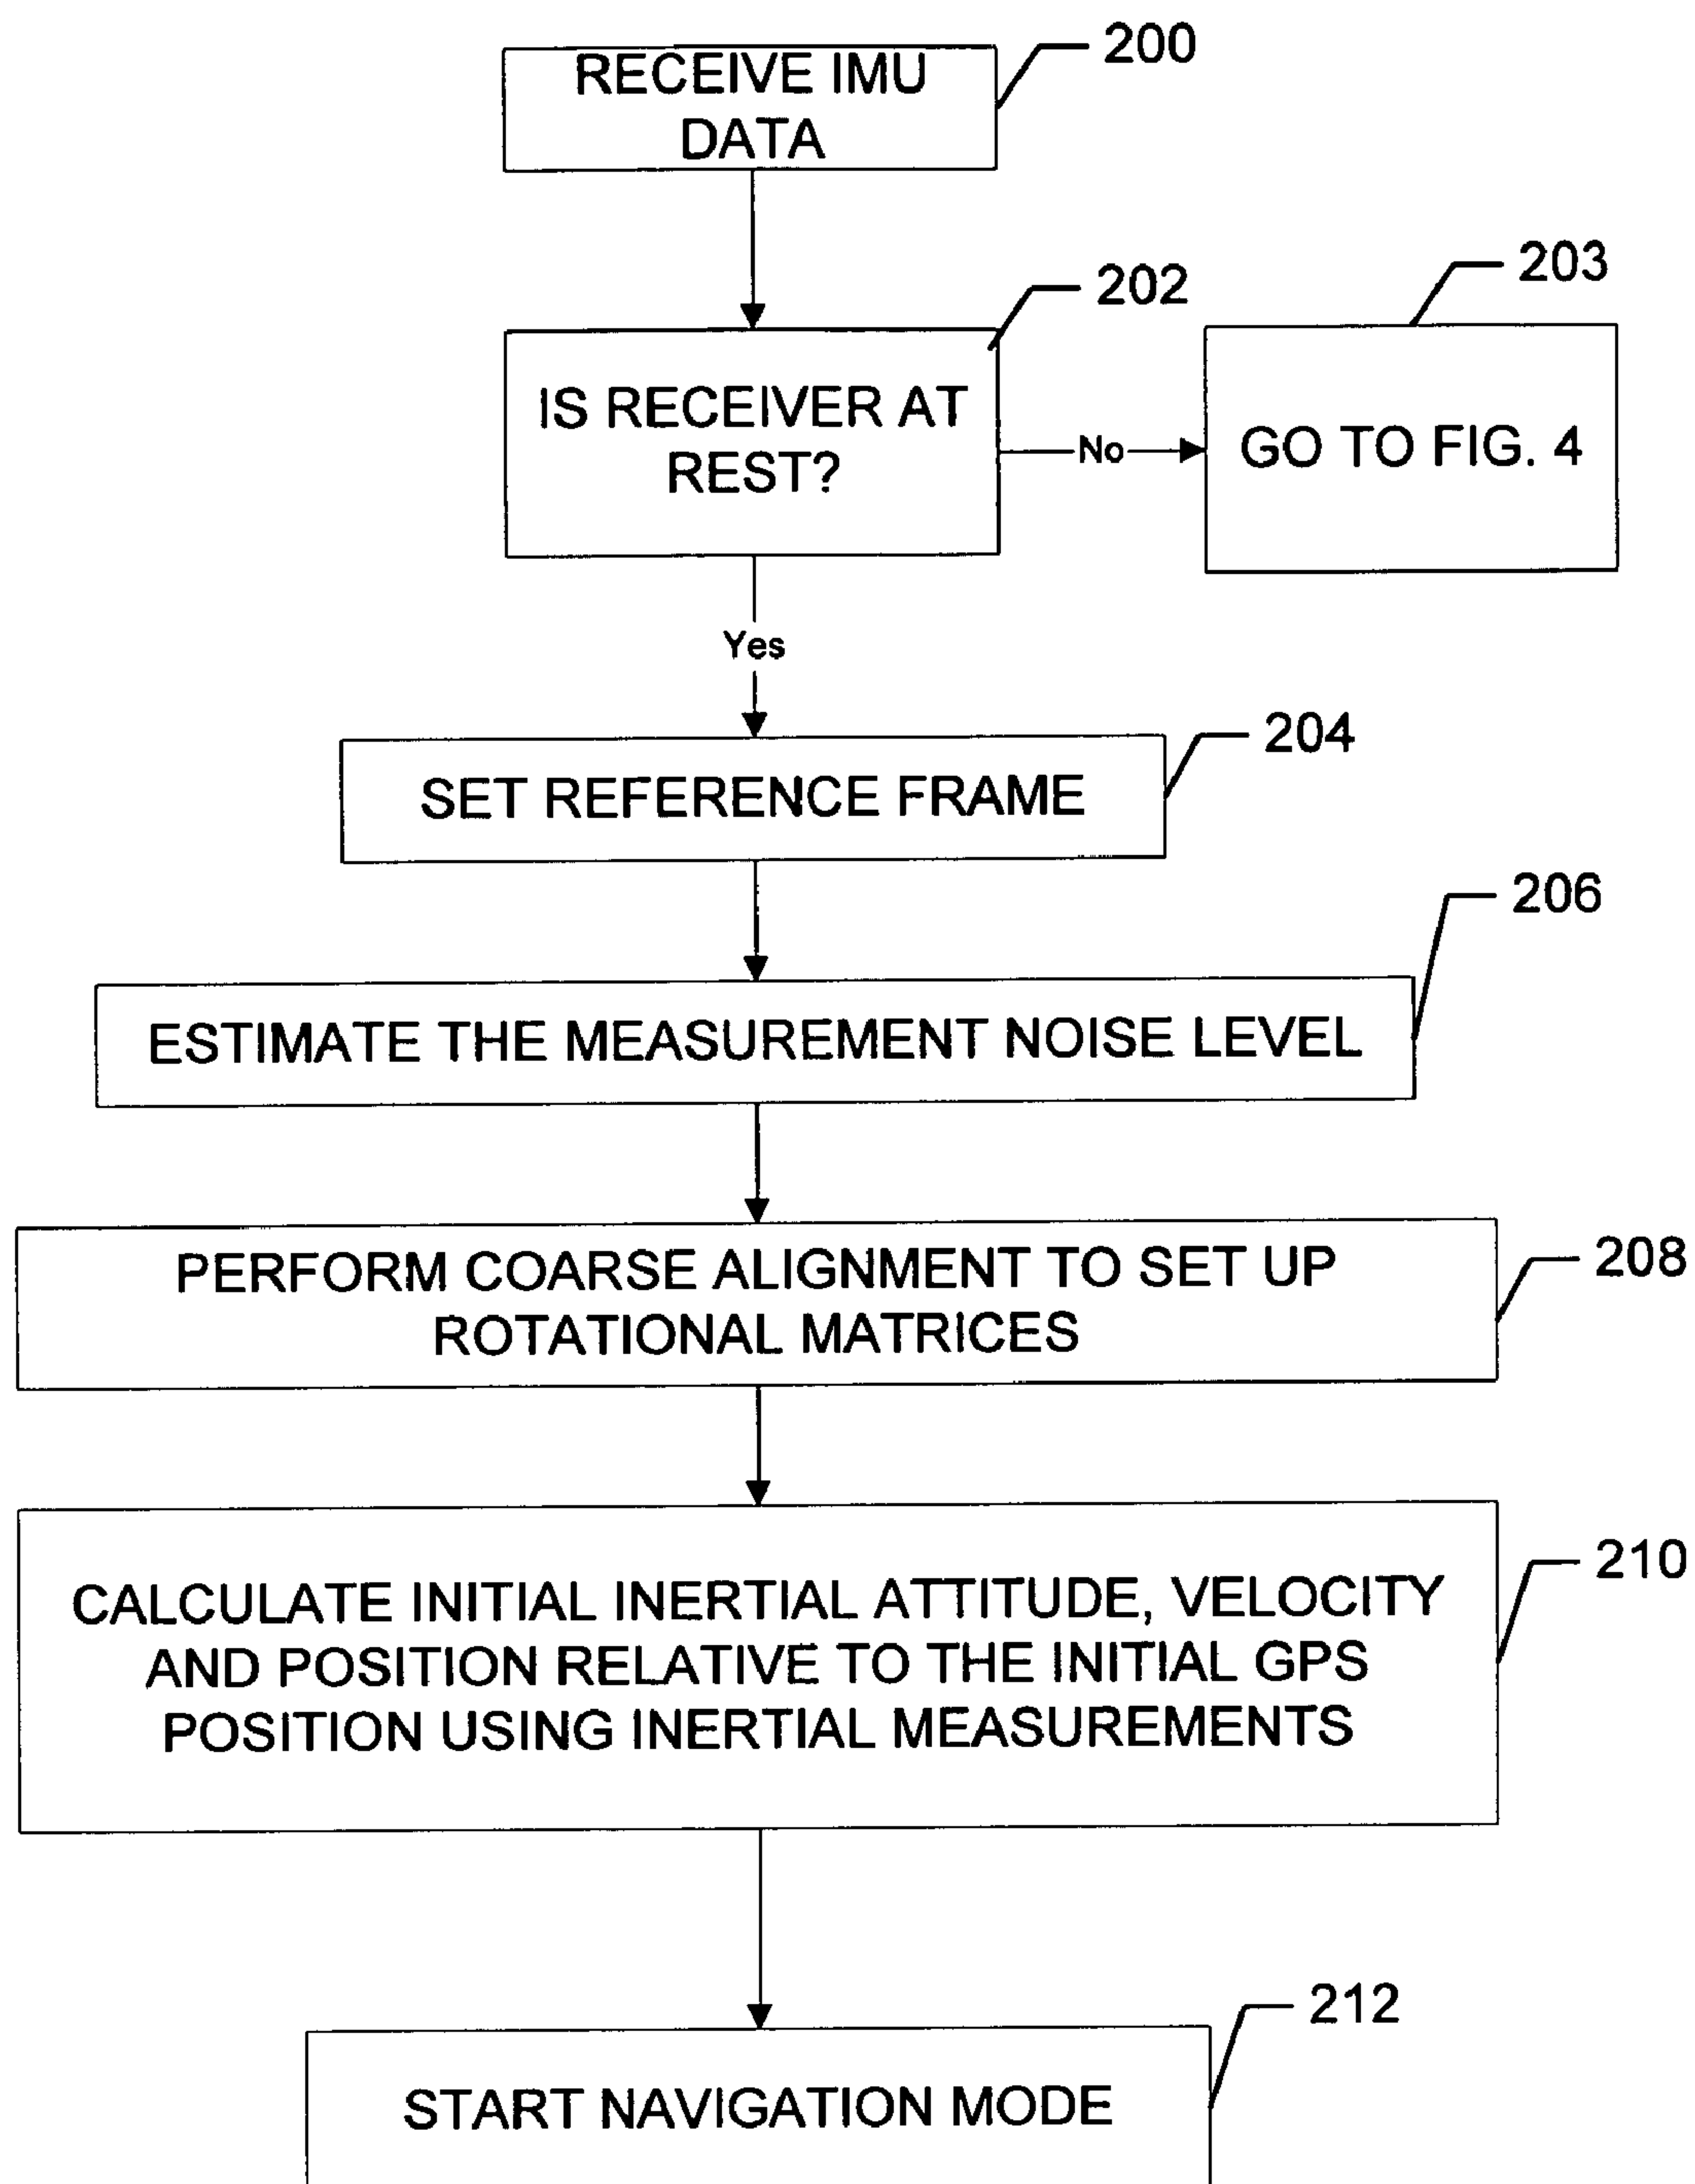 200
RECEIVE IMU
DATA
202
203
IS RECEIVER AT
REST?
No
GO TO FIG. 4
Yes
204
SET REFERENCE FRAME
206
ESTIMATE THE MEASUREMENT NOISE LEVEL
208
PERFORM COARSE ALIGNMENT TO SET UP
ROTATIONAL MATRICES
210
CALCULATE INITIAL INERTIAL ATTITUDE, VELOCITY
AND POSITION RELATIVE TO THE INITIAL GPS
POSITION USING INERTIAL MEASUREMENTS
212
START NAVIGATION MODE